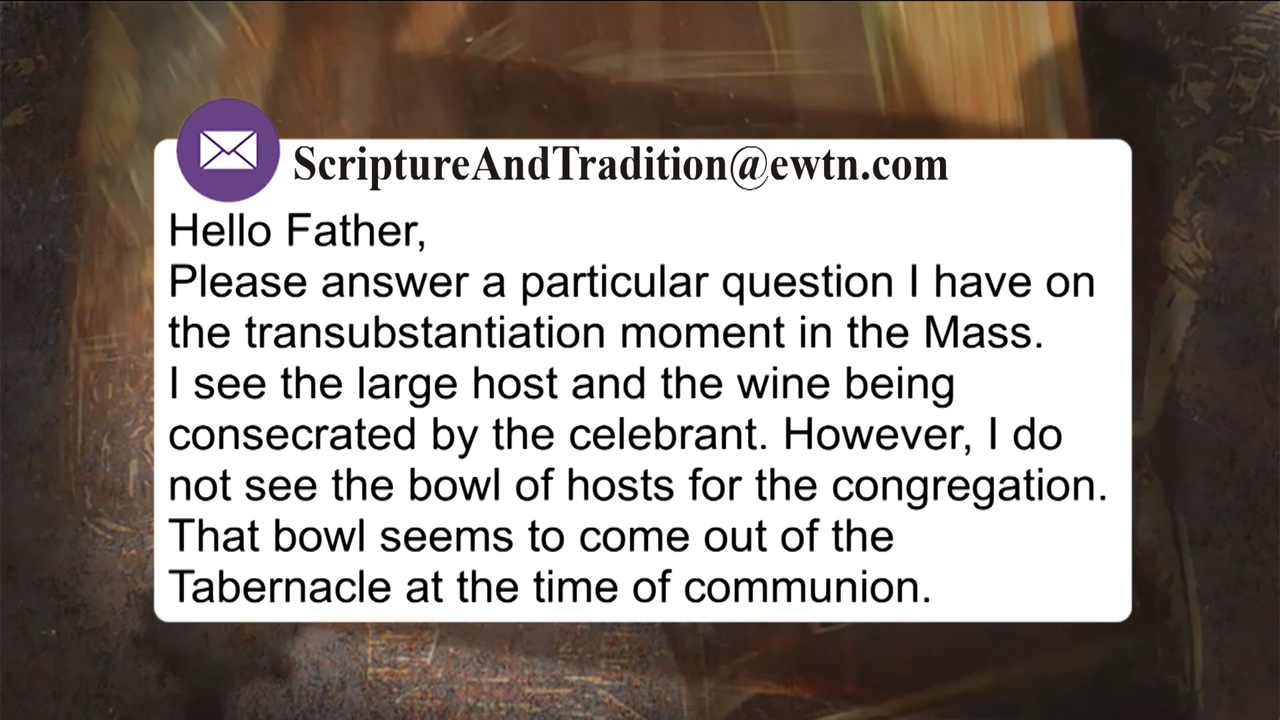 ScriptureAndTradition@ewtn.com
Hello Father,
Please answer a particular question I have on
the transubstantiation moment in the Mass.
I see the large host and the wine being
consecrated by the celebrant. However, I do
not see the bowl of hosts for the congregation.
That bowl seems to come out of the
Tabernacle at the time of communion.